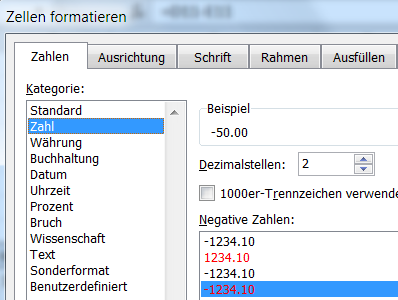 Zellen formatieren
Zahlen
Ausrichtung
Schrift
Rahmen
Ausfüllen
Kategorie:
Standard
Zahl
Währung
Buchhaltung
Datum
Uhrzeit
Prozent
Bruch
Wissenschaft
Text
Sonderformat
Benutzerdefiniert
Beispiel
-50.00
Dezimalstellen: 2
1000er-Trennzeichen verwende
Negative Zahlen:
-1234.10
1234.10
-1234.10
-1234.10